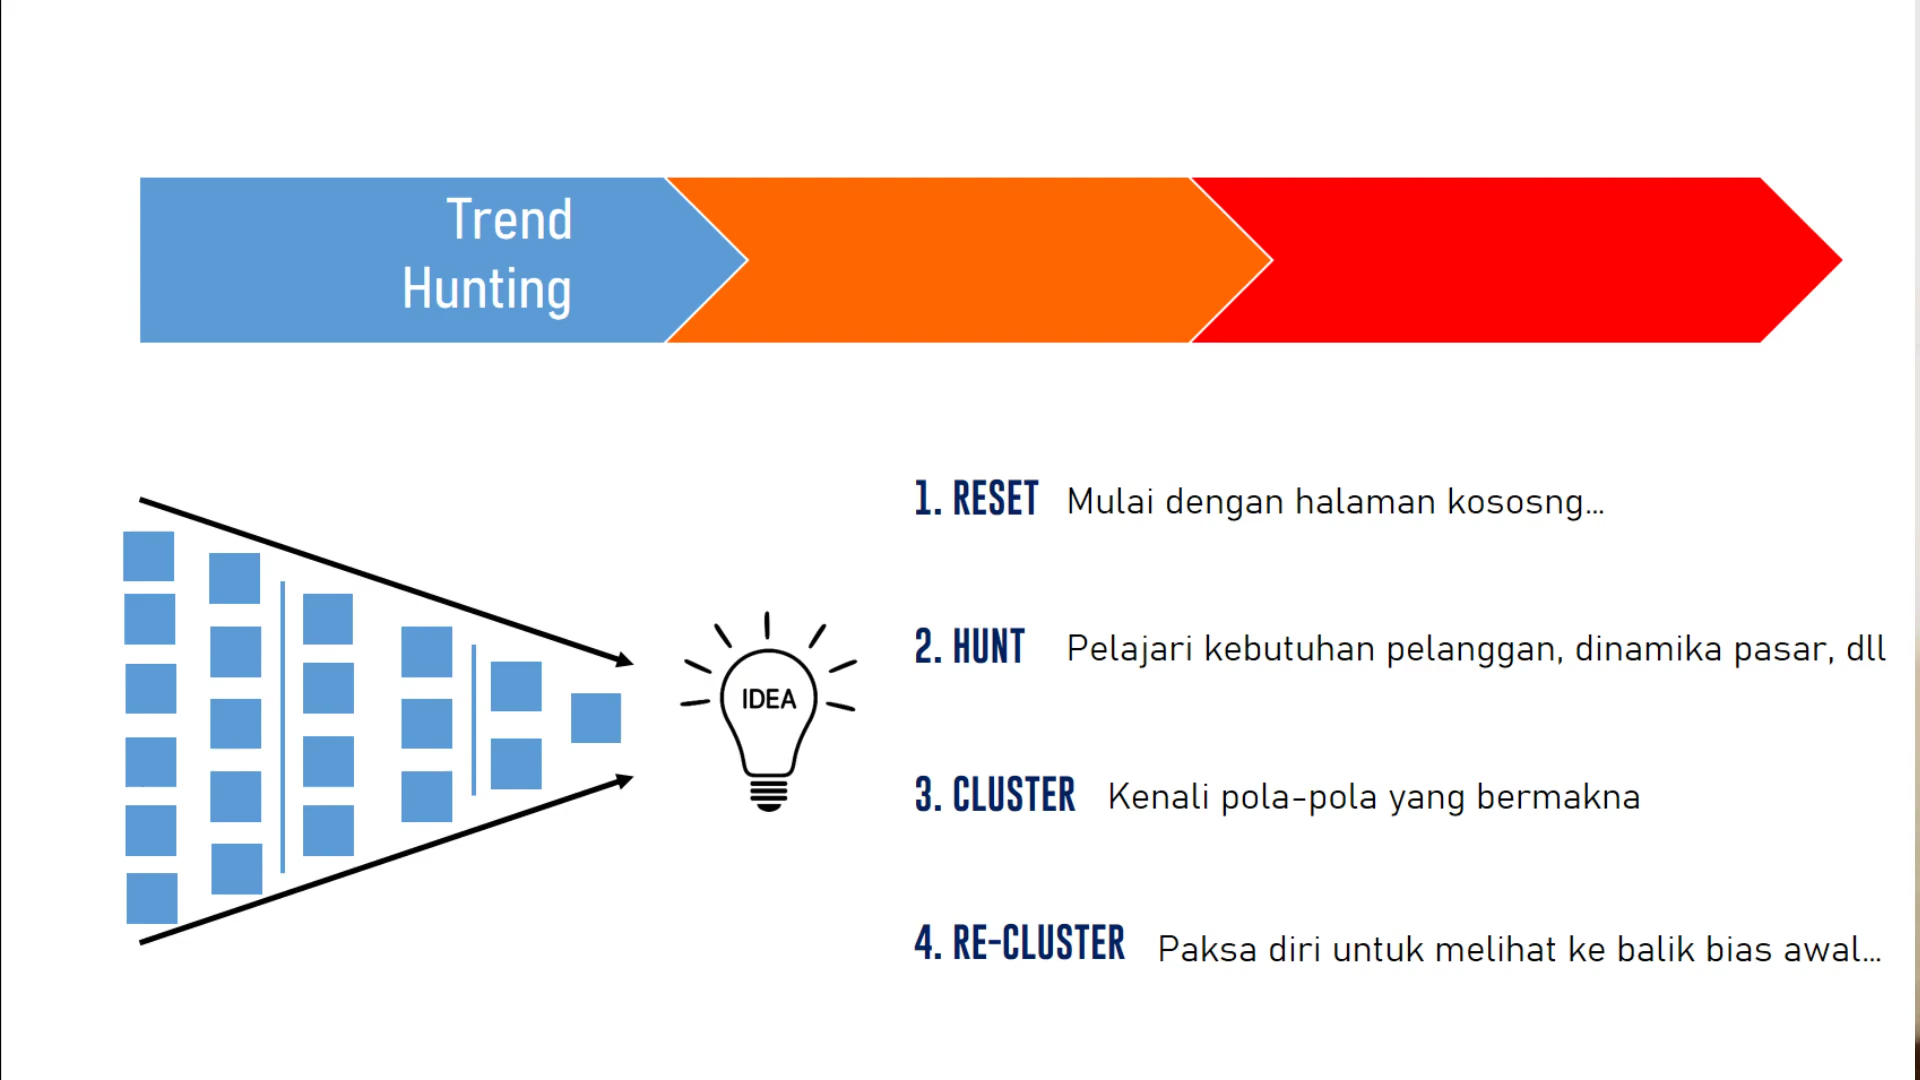 Trend
Hunting
1. RESET Mulai dengan halaman kososng...
2. HUNT Pelajari kebutuhan pelanggan, dinamika pasar, dll
IDEA
3. CLUSTER Kenali pola-pola yang bermakna
4. RE-CLUSTER Paksa diri untuk melihat ke balik bias awal...